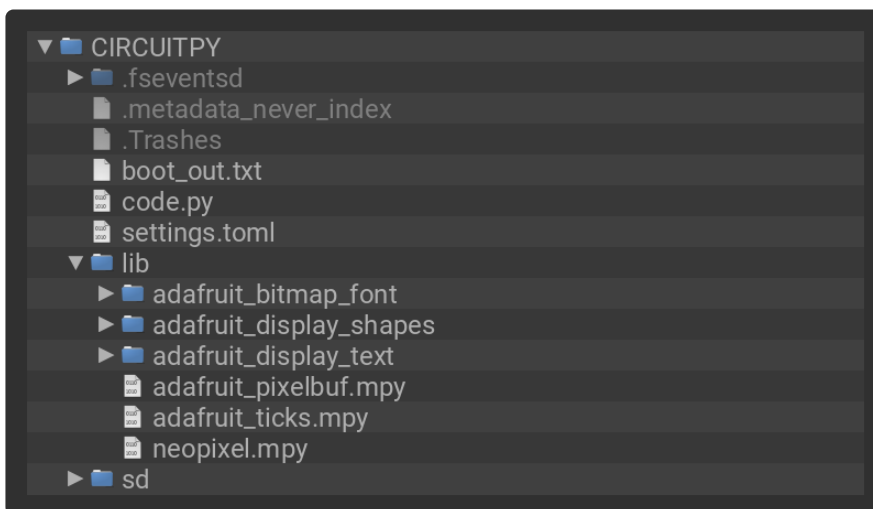 CIRCUITPY
.fseventsd
.metadata_never_index
.Trashes
boot_out.txt
code.py
settings.toml
lib
adafruit_bitmap_font
adafruit_display_shapes
adafruit_display_text
adafruit_pixelbuf.mpy
adafruit_ticks.mpy
neopixel.mpy
sd